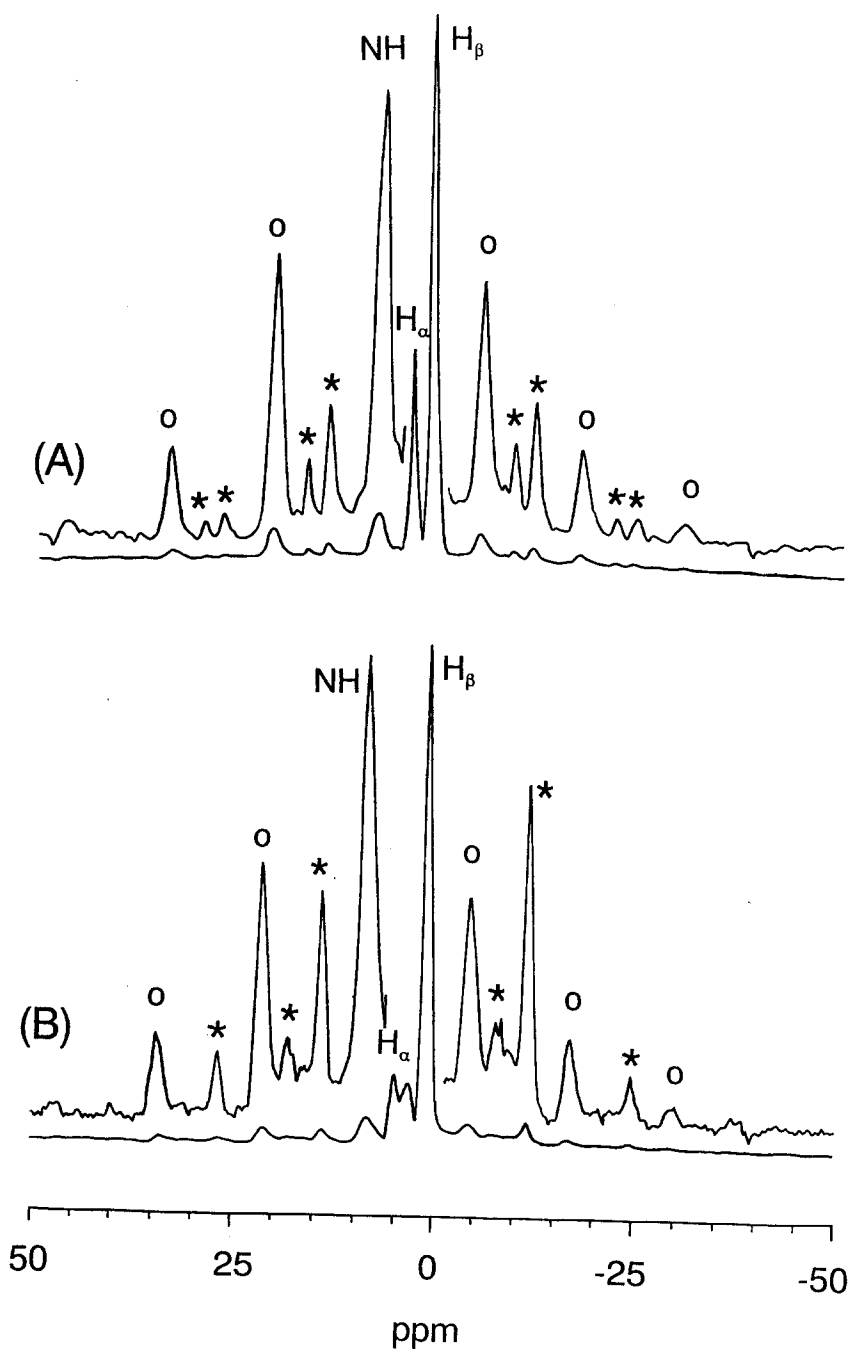 NH Hβ
o o
Hα
* * * *
o o
(A) * * * * o
NH Hβ
*
o o
* *
o * * o
(B) * Hα * o
50 25 0 -25 -50
ppm